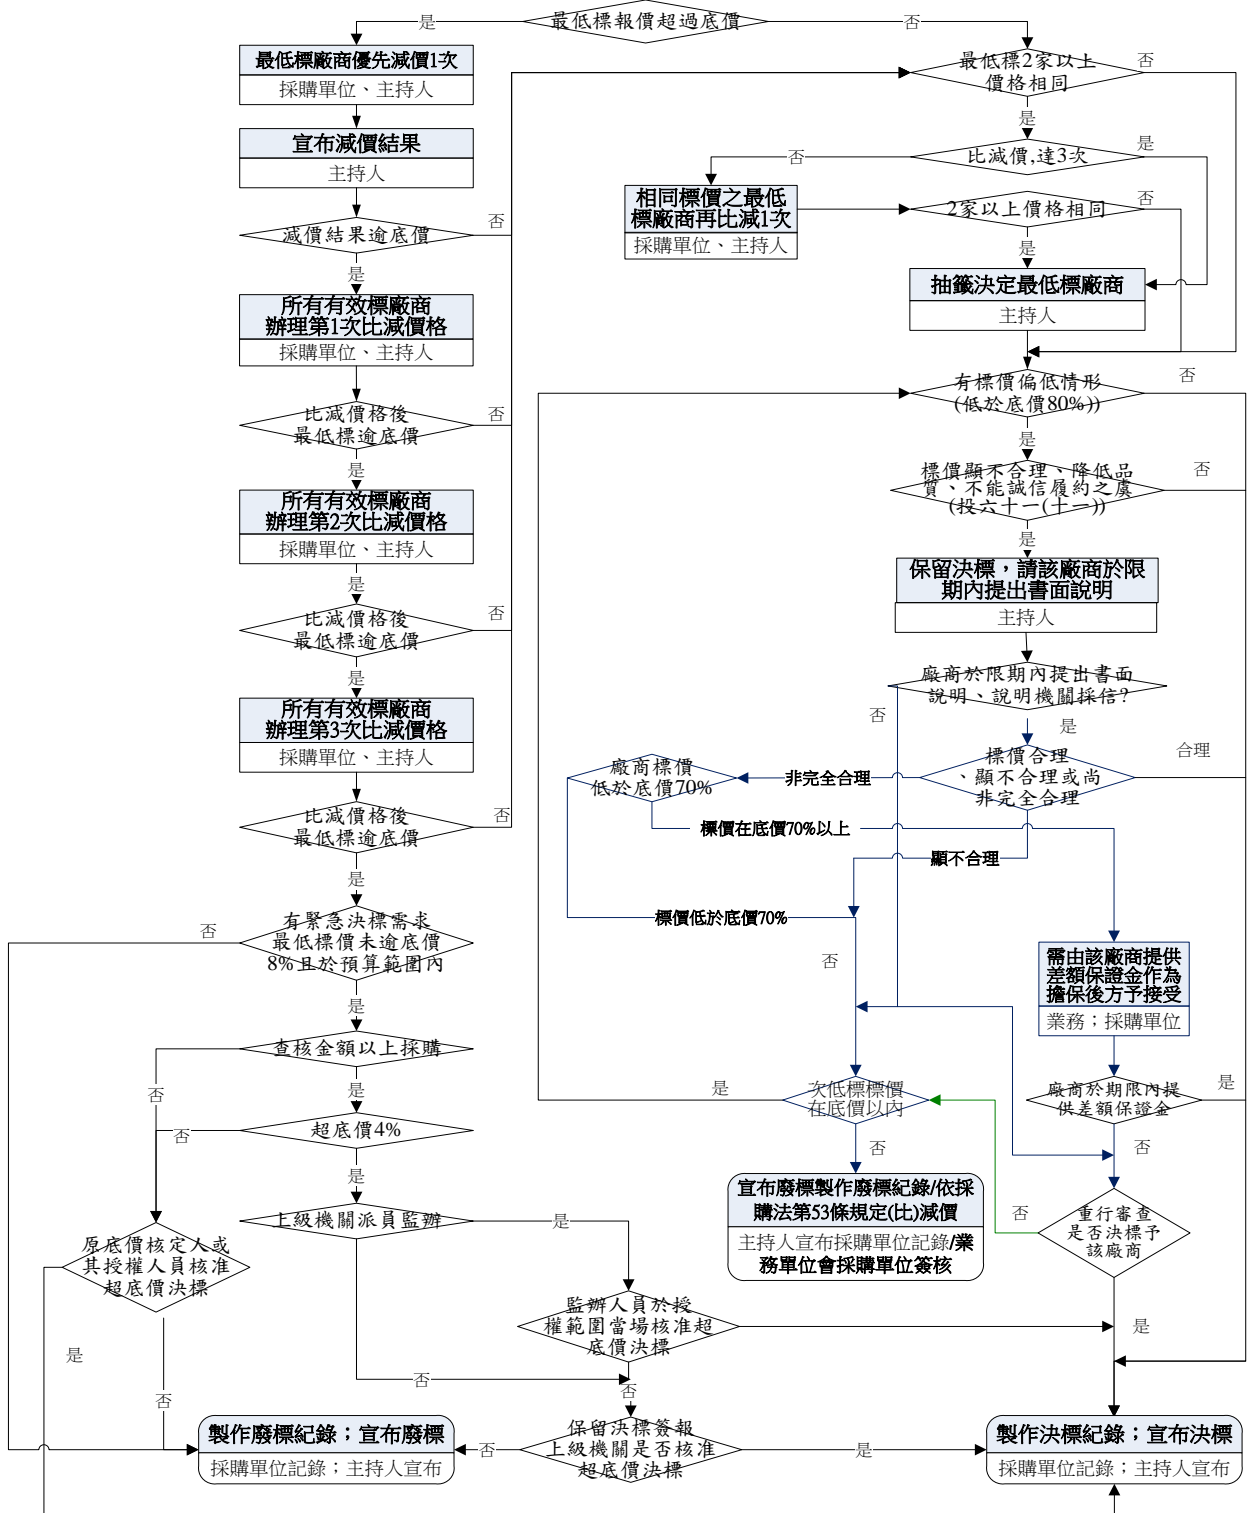 最低標報價超過底價
是
否
最低標廠商優先減價1次
採購單位、主持人
宣布減價結果
主持人
減價結果逾底價
否
是
所有有效標廠商
辦理第1次比減價格
採購單位、主持人
比減價格後
最低標逾底價
否
是
所有有效標廠商
辦理第2次比減價格
採購單位、主持人
是
比減價格後
最低標逾底價
否
是
所有有效標廠商
辦理第3次比減價格
採購單位、主持人
比減價格後
最低標逾底價
否
是
有緊急決標需求
最低標價未逾底價
8%且於預算範圍內
否
是
查核金額以上採購
否
是
超底價4%
否
是
上級機關派員監辦
是
否
原底價核定人或
其授權人員核准
超底價決標
是
否
監辦人員於授
權範圍當場核准超
底價決標
是
否
保留決標簽報
上級機關是否核准
超底價決標
否
是
製作廢標紀錄；宣布廢標
採購單位記錄；主持人宣布
最低標2家以上
價格相同
否
是
比減價,達3次
否
是
相同標價之最低
標廠商再比減1次
採購單位、主持人
2家以上價格相同
否
是
抽籤決定最低標廠商
主持人
有標價偏低情形
(低於底價80%))
否
是
標價顯不合理、降低品
質、不能誠信履約之虞
(投六十一(十一))
否
是
保留決標，請該廠商於限
期內提出書面說明
主持人
廠商於限期內提出書面
說明、說明機關採信?
否
是
標價合理
、顯不合理或尚
非完全合理
合理
非完全合理
顯不合理
廠商標價
低於底價70%
標價在底價70%以上
標價低於底價70%
否
需由該廠商提供
差額保證金作為
擔保後方予接受
業務；採購單位
廠商於期限內提
供差額保證金
是
否
次低標標價
在底價以內
是
否
宣布廢標製作廢標紀錄/依採
購法第53條規定(比)減價
主持人宣布採購單位記錄/業
務單位會採購單位簽核
重行審查
是否決標予
該廠商
否
製作決標紀錄；宣布決標
採購單位記錄；主持人宣布